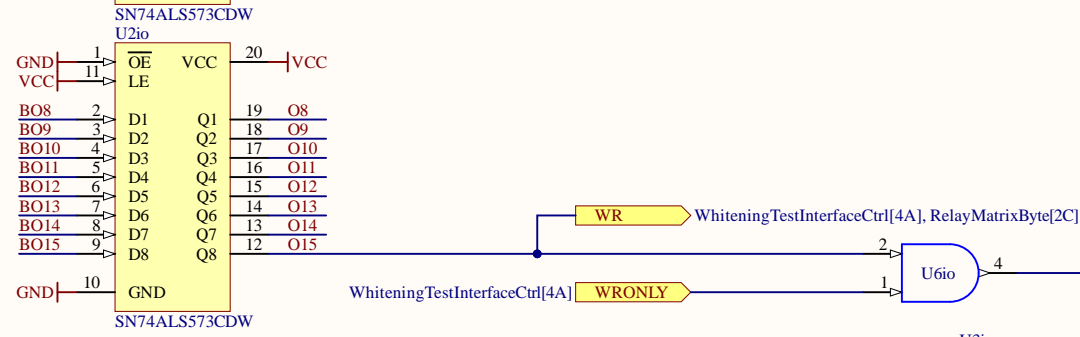 SN74ALS573CDW
U2io
GND 1 OE VCC 20 VCC
VCC 11 LE
BO8 2 D1 Q1 19 O8
BO9 3 D2 Q2 18 O9
BO10 4 D3 Q3 17 O10
BO11 5 D4 Q4 16 O11
BO12 6 D5 Q5 15 O12
BO13 7 D6 Q6 14 O13
BO14 8 D7 Q7 13 O14
BO15 9 D8 Q8 12 O15
WR WhiteningTestInterfaceCtrl[4A], RelayMatrixByte[2C]
2
U6io 4
GND 10 GND
WhiteningTestInterfaceCtrl[4A] WRONLY 1
SN74ALS573CDW